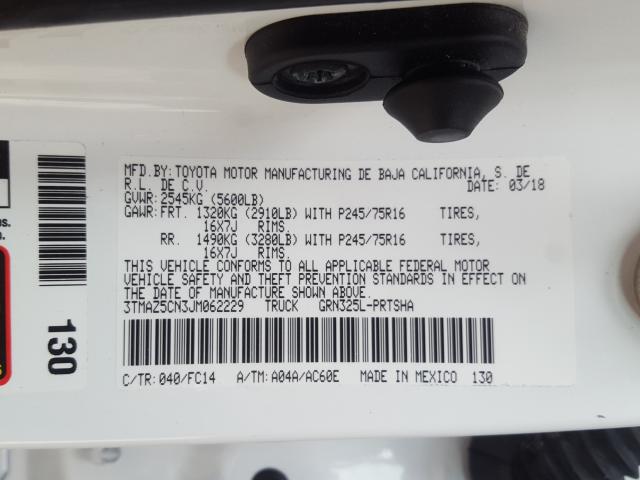 MFD.BY:TOYOTA MOTOR MANUFACTURING DE BAJA CALIFORNIA, S. DE
R.L. DE C.V. DATE: 03/18
GVWR:2545KG (5600LB)
GAWR:FRT. 1320KG (2910LB) WITH P245/75R16 TIRES,
16X7J RIMS,
RR. 1490KG (3280LB) WITH P245/75R16 TIRES,
16X7J RIMS.
THIS VEHICLE CONFORMS TO ALL APPLICABLE FEDERAL MOTOR
VEHICLE SAFETY AND THEFT PREVENTION STANDARDS IN EFFECT
ON THE DATE OF MANUFACTURE SHOWN ABOVE.
3TMAZ5CN3JM062229 TRUCK GRN325L-PRTSHA
C/TR:040/FC14 A/TM:A04A/AC60E MADE IN MEXICO 130
130